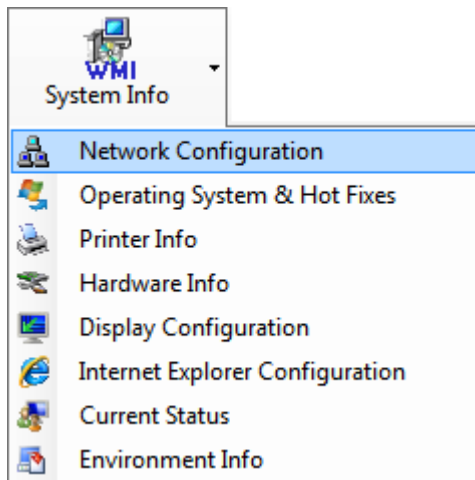 WMI
System Info
Network Configuration
Operating System & Hot Fixes
Printer Info
Hardware Info
Display Configuration
Internet Explorer Configuration
Current Status
Environment Info